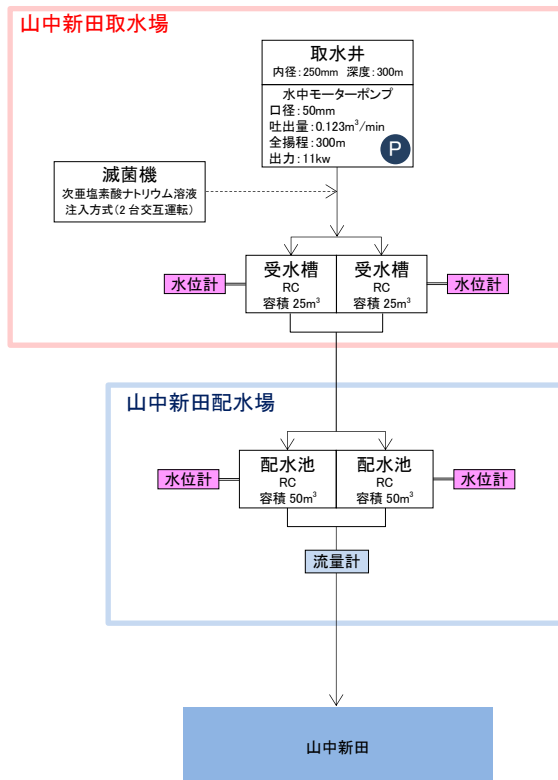 山中新田取水場
取水井
内径:250mm 深度:300m
水中モーターポンプ
口径:50mm
吐出量:0.123m³/min
全揚程:300m
出力:11kw
P
滅菌機
次亜塩素酸ナトリウム溶液
注入方式(2台交互運転)
水位計
受水槽
RC
容積 25m³
受水槽
RC
容積 25m³
水位計
山中新田配水場
水位計
配水池
RC
容積 50m³
配水池
RC
容積 50m³
水位計
流量計
山中新田